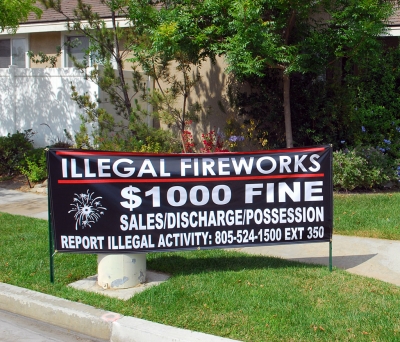 ILLEGAL FIREWORKS
$1000 FINE
SALES/DISCHARGE/POSSESSION
REPORT ILLEGAL ACTIVITY: 805-524-1500 EXT 350